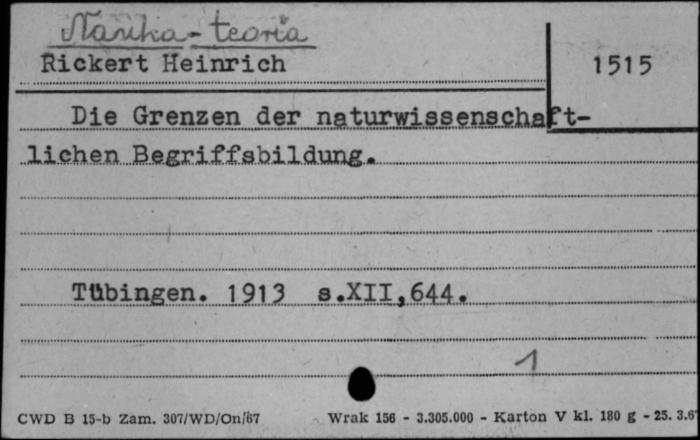 Nauka - teoria
Rickert Heinrich
1515
Die Grenzen der naturwissenschaft-
lichen Begriffsbildung.
Tübingen. 1913 s.XII,644.
1
CWD B 15-b Zam. 307/WD/On/67 Wrak 156 - 3.305.000 - Karton V kl. 180 g - 25. 3.67